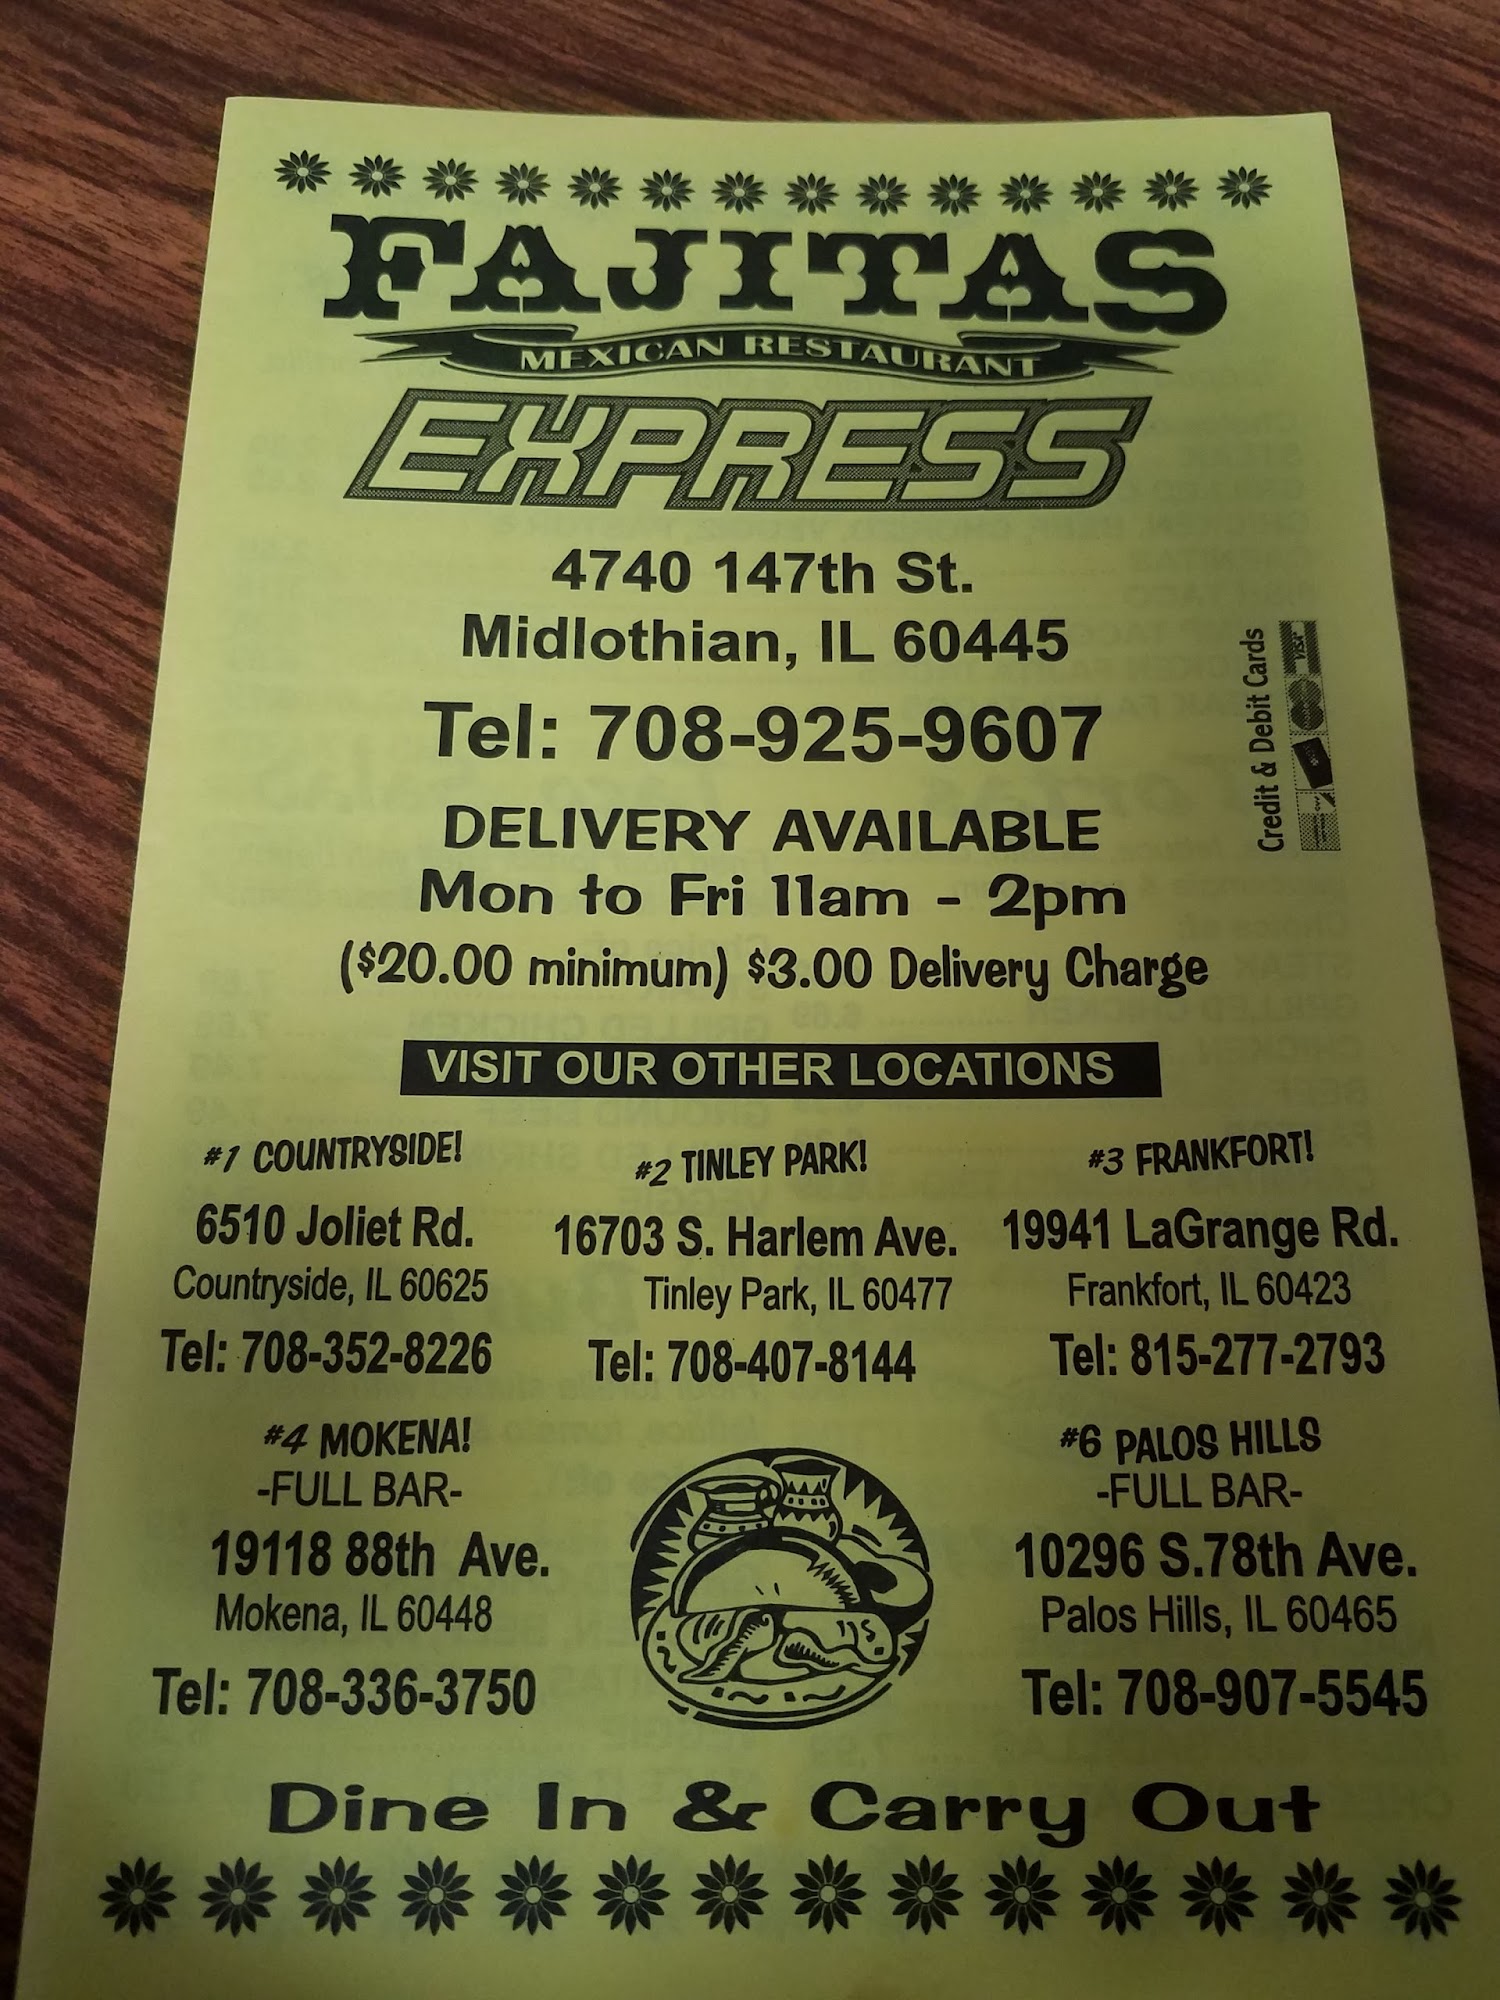 FAJITAS
MEXICAN RESTAURANT
EXPRESS
4740 147th St.
Midlothian, IL 60445
Tel: 708-925-9607
Credit & Debit Cards
VISA
DELIVERY AVAILABLE
Mon to Fri 11am - 2pm
($20.00 minimum) $3.00 Delivery Charge
VISIT OUR OTHER LOCATIONS
#1 COUNTRYSIDE!
6510 Joliet Rd.
Countryside, IL 60625
Tel: 708-352-8226
#2 TINLEY PARK!
16703 S. Harlem Ave.
Tinley Park, IL 60477
Tel: 708-407-8144
#3 FRANKFORT!
19941 LaGrange Rd.
Frankfort, IL 60423
Tel: 815-277-2793
#4 MOKENA!
-FULL BAR-
19118 88th Ave.
Mokena, IL 60448
Tel: 708-336-3750
#6 PALOS HILLS
-FULL BAR-
10296 S.78th Ave.
Palos Hills, IL 60465
Tel: 708-907-5545
Dine In & Carry Out